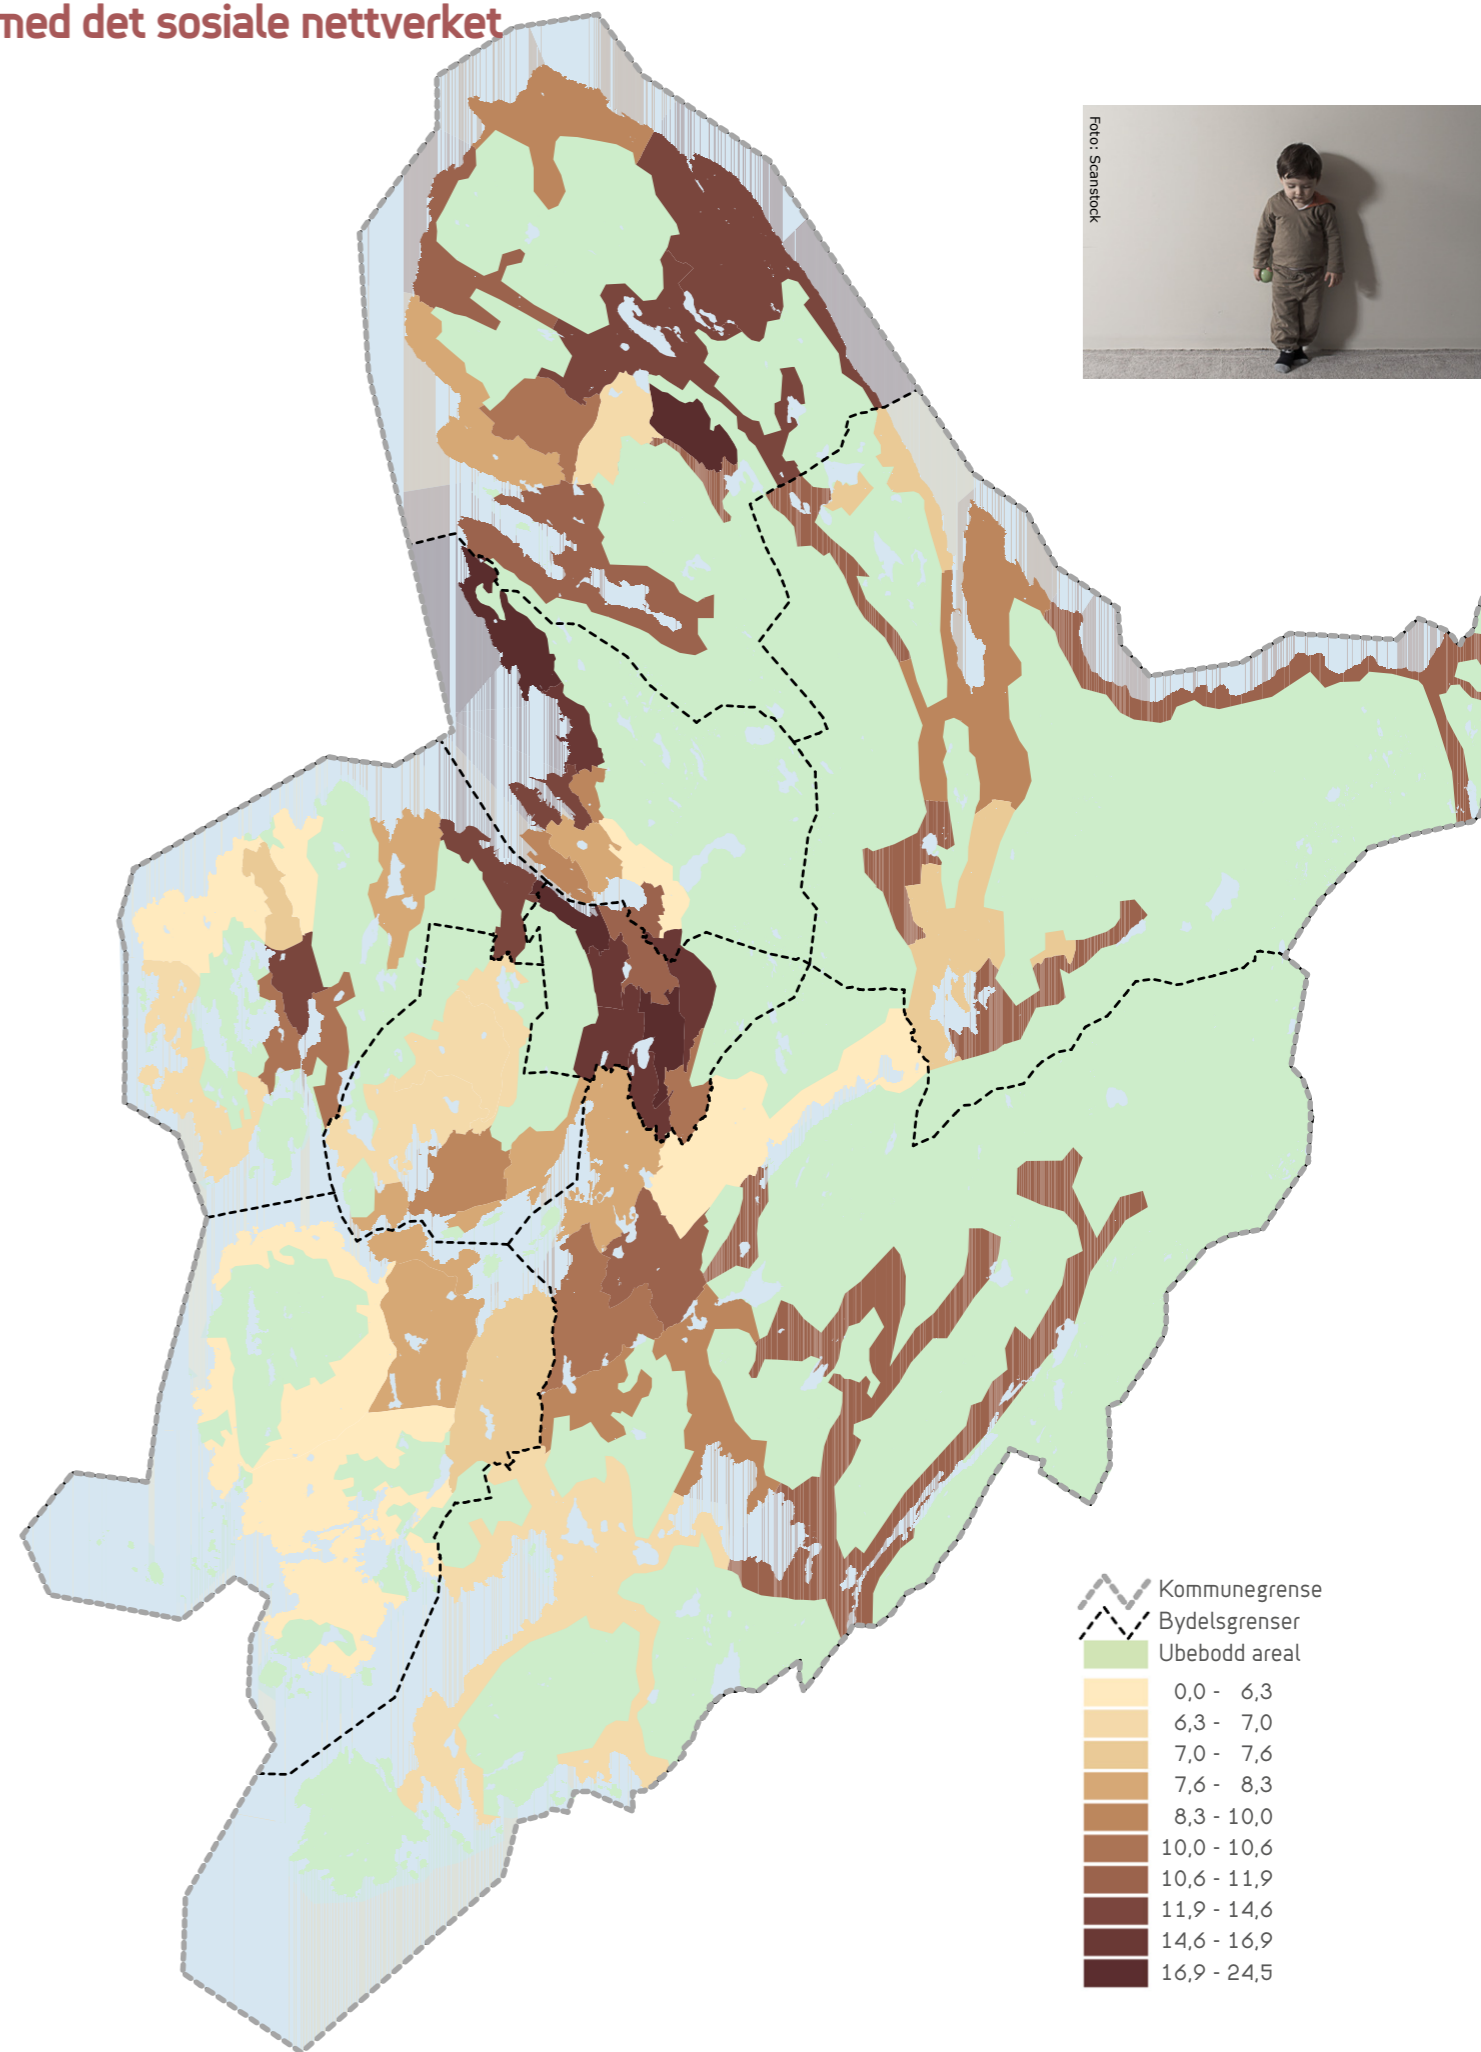 med det sosiale nettverket
Foto: Scanstock
Kommunegrense
Bydelsgrenser
Ubebodd areal
0,0 - 6,3
6,3 - 7,0
7,0 - 7,6
7,6 - 8,3
8,3 - 10,0
10,0 - 10,6
10,6 - 11,9
11,9 - 14,6
14,6 - 16,9
16,9 - 24,5